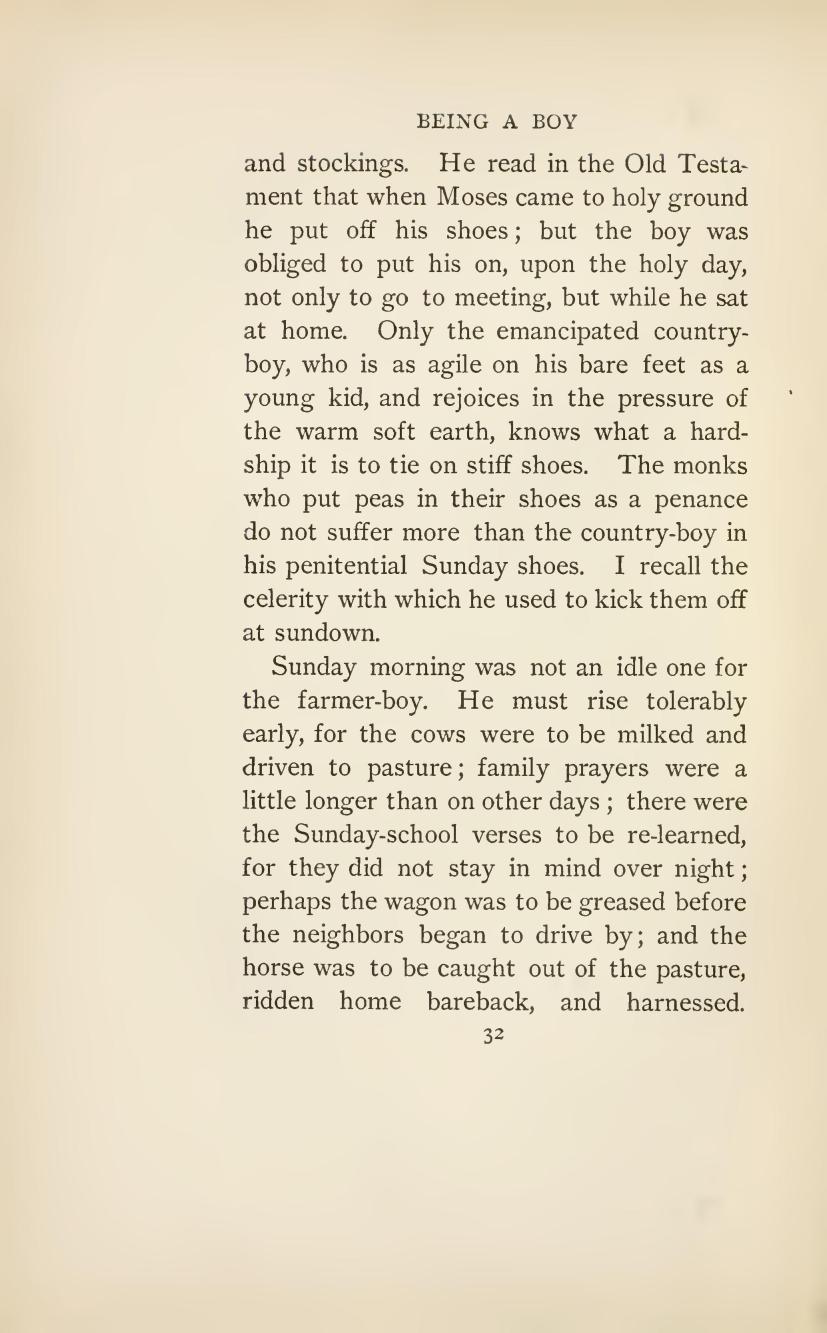 BEING A BOY
and stockings. He read in the Old Testa-
ment that when Moses came to holy ground
he put off his shoes; but the boy was
obliged to put his on, upon the holy day,
not only to go to meeting, but while he sat
at home. Only the emancipated country-
boy, who is as agile on his bare feet as a
young kid, and rejoices in the pressure of
the warm soft earth, knows what a hard-
ship it is to tie on stiff shoes. The monks
who put peas in their shoes as a penance
do not suffer more than the country-boy in
his penitential Sunday shoes. I recall the
celerity with which he used to kick them off
at sundown.
Sunday morning was not an idle one for
the farmer-boy. He must rise tolerably
early, for the cows were to be milked and
driven to pasture; family prayers were a
little longer than on other days; there were
the Sunday-school verses to be re-learned,
for they did not stay in mind over night;
perhaps the wagon was to be greased before
the neighbors began to drive by; and the
horse was to be caught out of the pasture,
ridden home bareback, and harnessed.
32